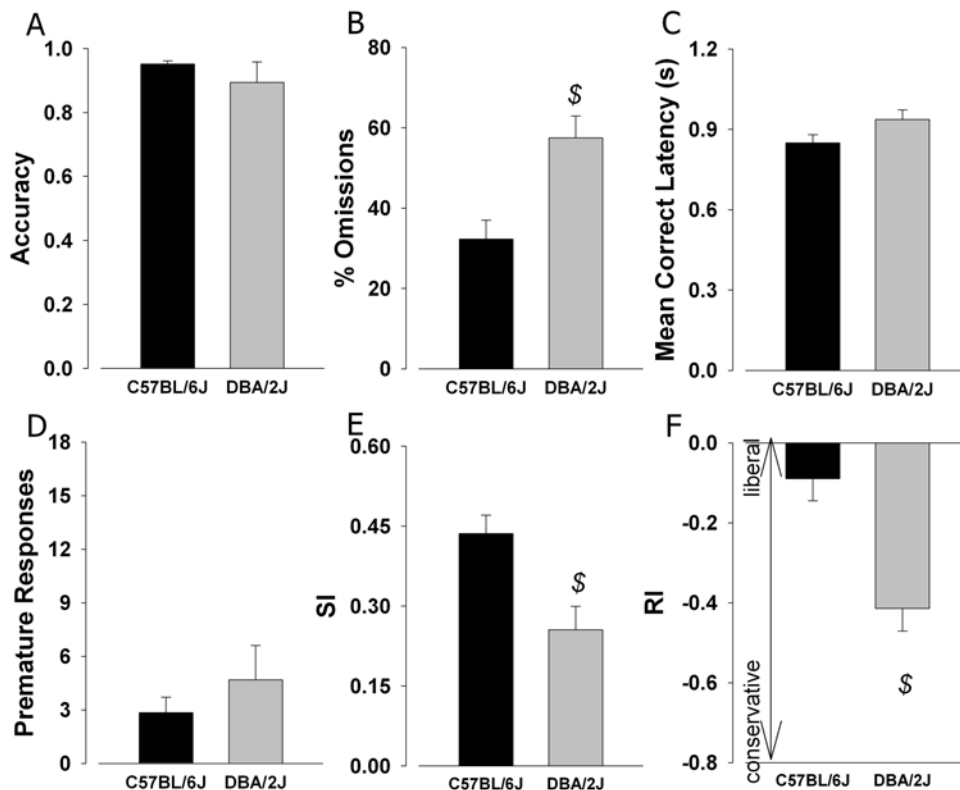 A
Accuracy
1.0
0.8
0.6
0.4
0.2
0.0
C57BL/6J DBA/2J
B
% Omissions
80
60
40
20
0
$
C57BL/6J DBA/2J
C
Mean Correct Latency (s)
1.2
0.9
0.6
0.3
0.0
C57BL/6J DBA/2J
D
Premature Responses
18
15
12
9
6
3
0
C57BL/6J DBA/2J
E
SI
0.60
0.45
0.30
0.15
0.00
$
C57BL/6J DBA/2J
F
RI
0.0
-0.2
-0.4
-0.6
-0.8
liberal
conservative
$
C57BL/6J DBA/2J